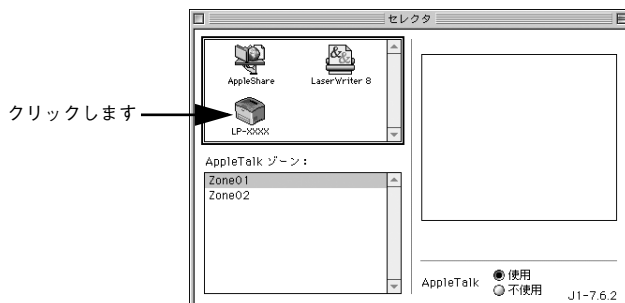 セレクタ
AppleShare
LaserWriter 8
クリックします
LP-XXXX
AppleTalk ゾーン：
Zone01
Zone02
AppleTalk
使用
不使用
J1-7.6.2